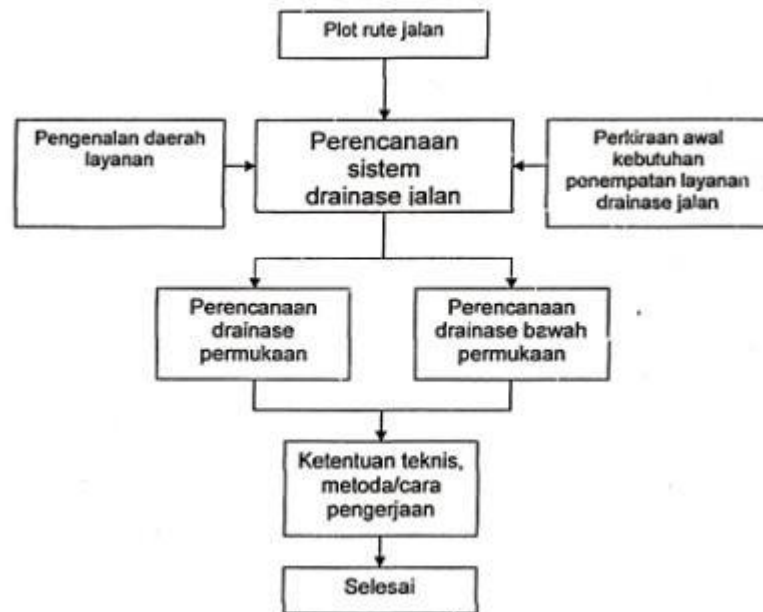 Plot rute jalan
Pengenalan daerah
layanan
Perencanaan
sistem
drainase jalan
Perkiraan awal
kebutuhan
penempatan layanan
drainase jalan
Perencanaan
drainase
permukaan
Perencanaan
drainase bawah
permukaan
Ketentuan teknis,
metoda/cara
pengerjaan
Selesai